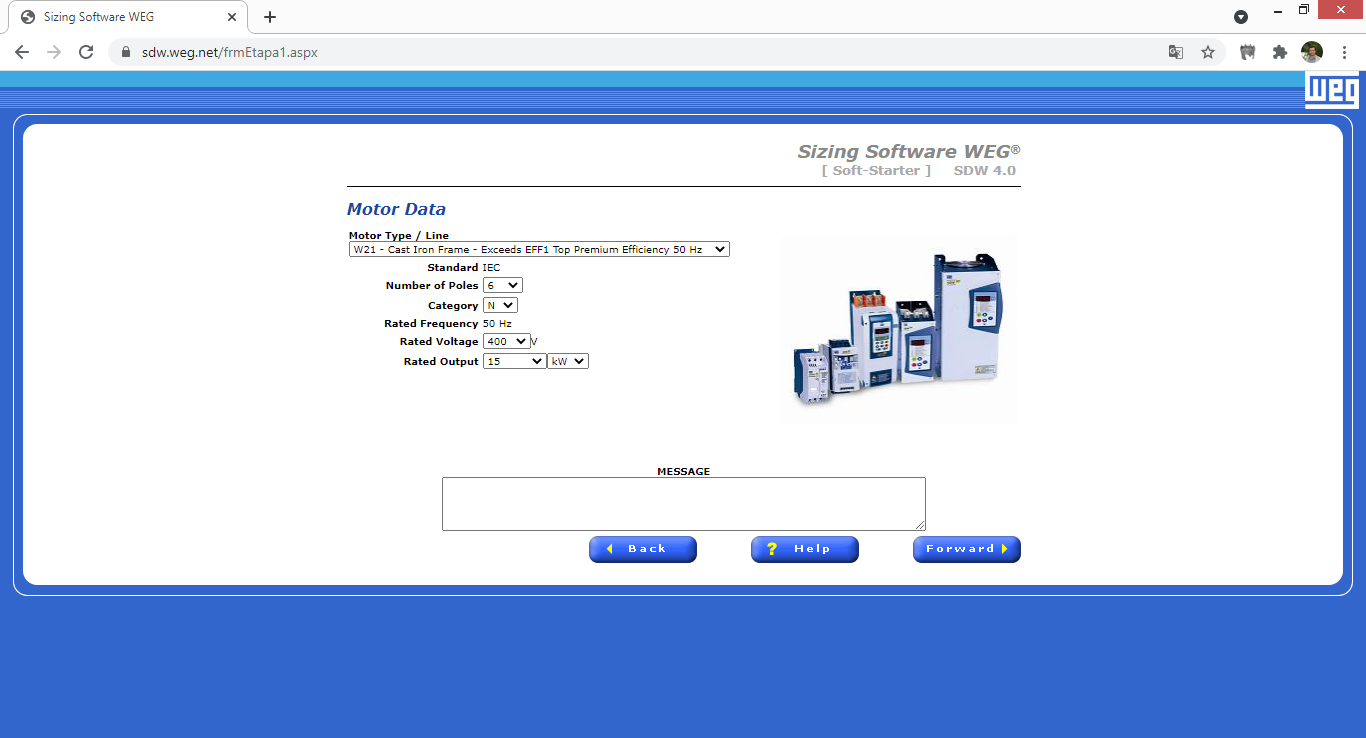 Sizing Software WEG
sdw.weg.net/frmEtapa1.aspx
weg
Sizing Software WEG®
[ Soft-Starter ] SDW 4.0
Motor Data
Motor Type / Line
W21 - Cast Iron Frame - Exceeds EFF1 Top Premium Efficiency 50 Hz
Standard IEC
Number of Poles 6
Category N
Rated Frequency 50 Hz
Rated Voltage 400 V
Rated Output 15 kW
MESSAGE
Back
? Help
Forward